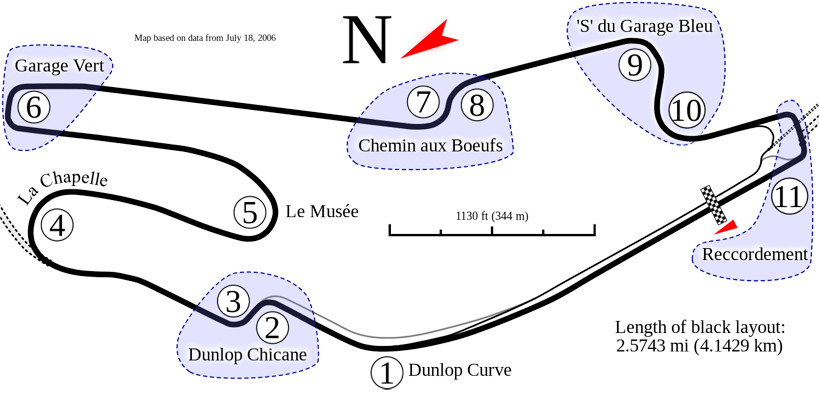 Map based on data from July 18, 2006
N
'S' du Garage Bleu
Garage Vert
6
7
8
9
10
Chemin aux Boeufs
La Chapelle
4
5
Le Musée
11
1130 ft (344 m)
Reccordement
3
2
Dunlop Chicane
1
Dunlop Curve
Length of black layout:
2.5743 mi (4.1429 km)